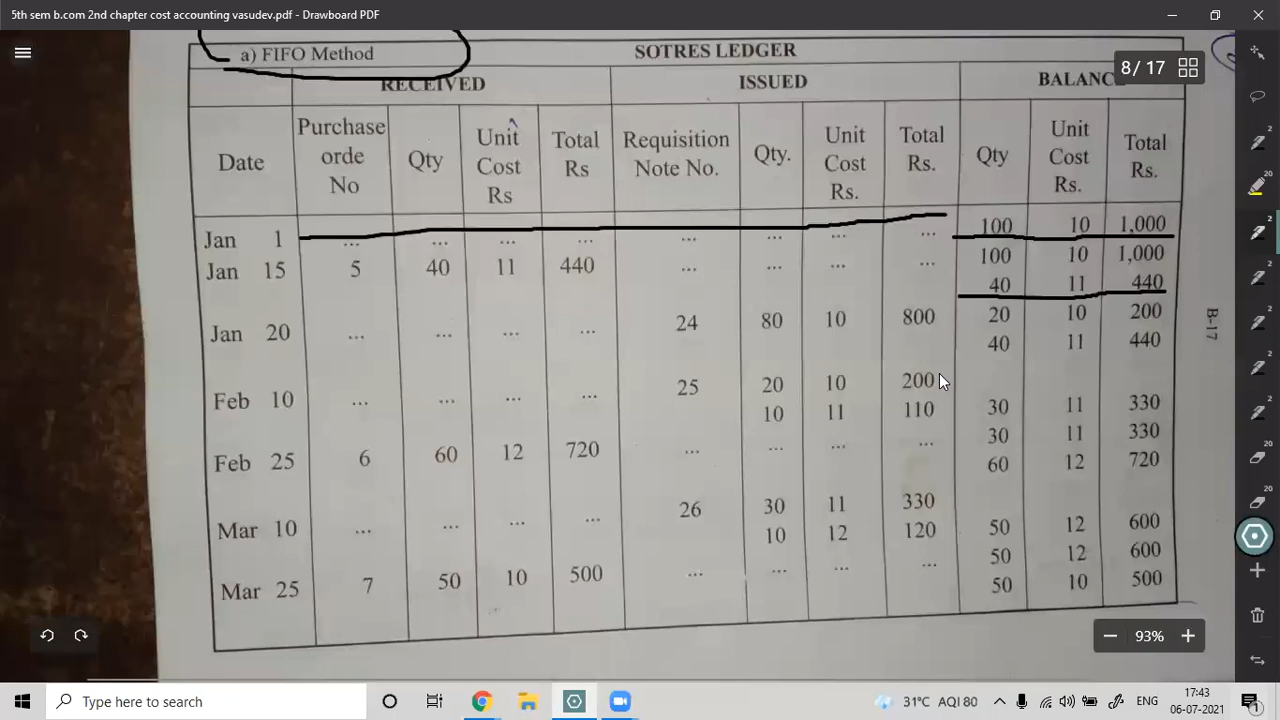 5th sem b.com 2nd chapter cost accounting vasudev.pdf - Drawboard PDF
a) FIFO Method SOTRES LEDGER
8 / 17
RECEIVED ISSUED BALANC
Date Purchase orde No Qty Unit Cost Rs Total Rs Requisition Note No. Qty. Unit Cost Rs. Total Rs. Qty Unit Cost Rs. Total Rs.
Jan 1 ... ... ... ... ... ... ... ... 100 10 1,000
Jan 15 5 40 11 440 ... ... ... ... 100 10 1,000
40 11 440
Jan 20 ... ... ... ... 24 80 10 800 20 10 200
40 11 440
Feb 10 ... ... ... ... 25 20 10 200
10 11 110 30 11 330
Feb 25 6 60 12 720 ... ... ... ... 30 11 330
60 12 720
Mar 10 ... ... ... ... 26 30 11 330
10 12 120 50 12 600
Mar 25 7 50 10 500 ... ... ... ... 50 12 600
50 10 500
B-17
93%
20
20
20
Type here to search
31°C AQI 80
ENG
17:43
06-07-2021